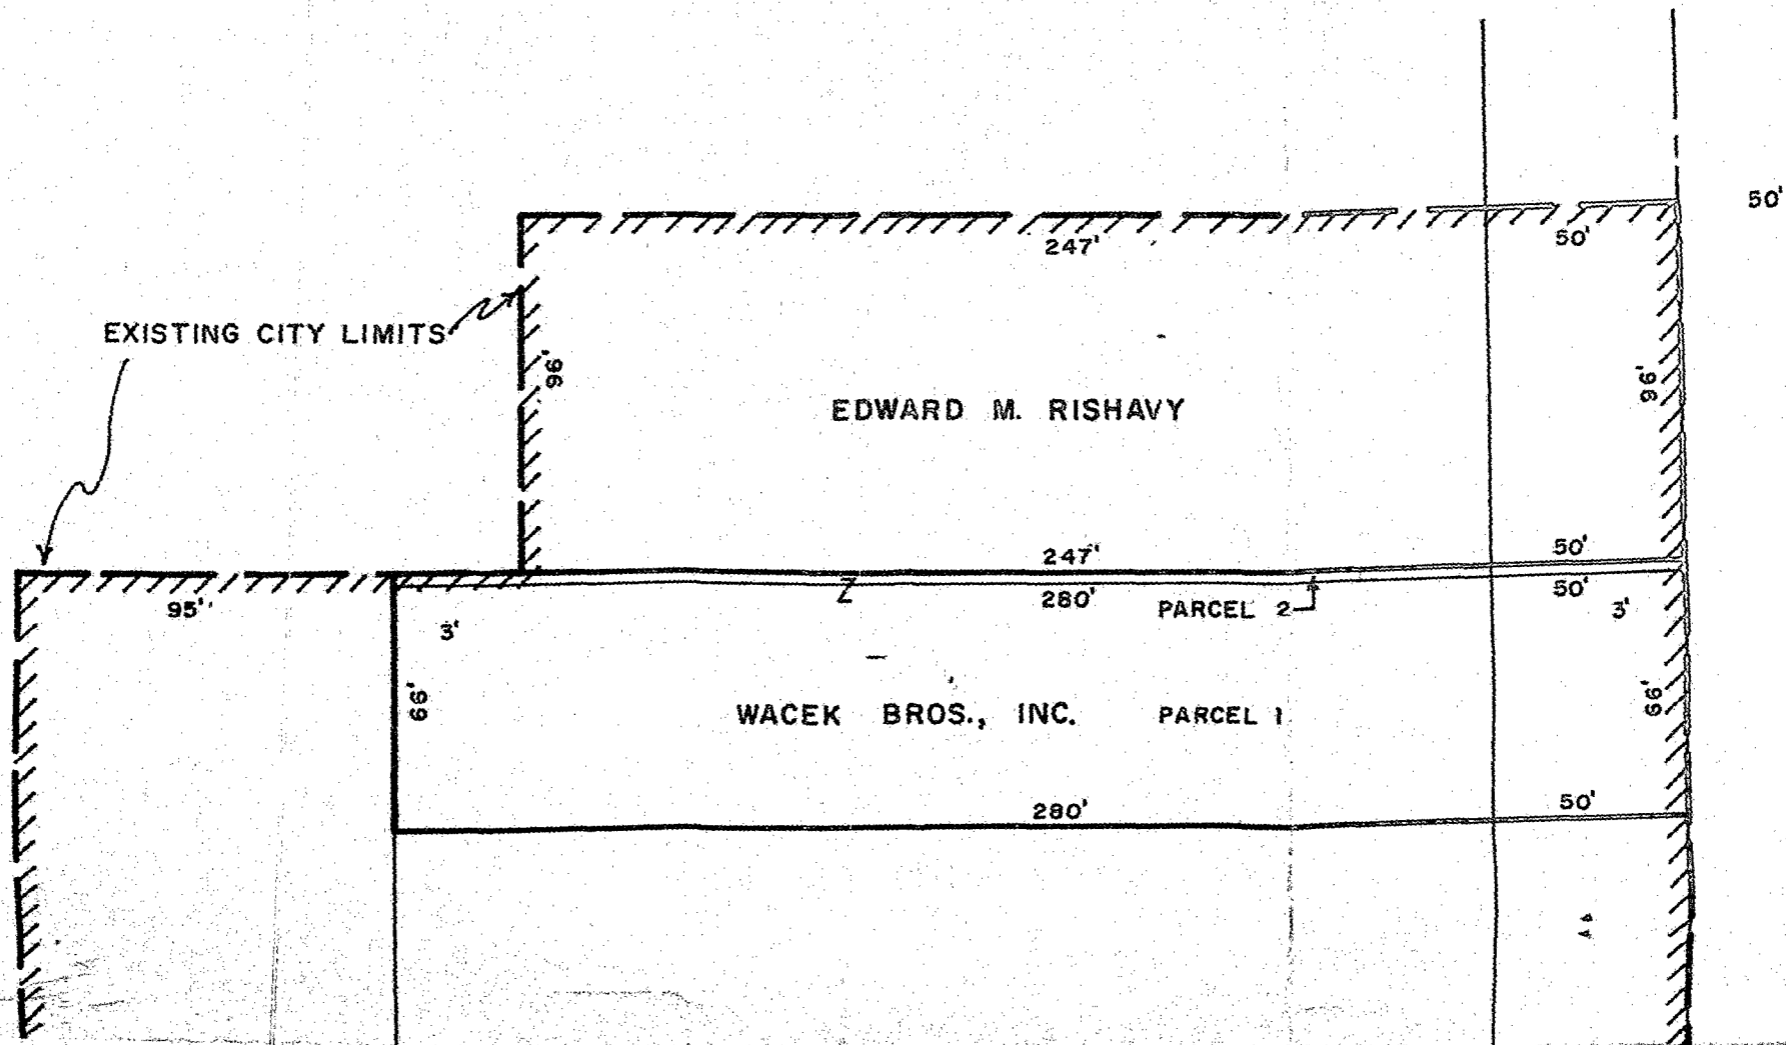 50'
247'
50'
EXISTING CITY LIMITS
96'
96'
EDWARD M. RISHAVY
247'
50'
95'
Z
280'
PARCEL 2
50'
3'
3'
66'
WACEK BROS., INC.
PARCEL 1
66'
280'
50'